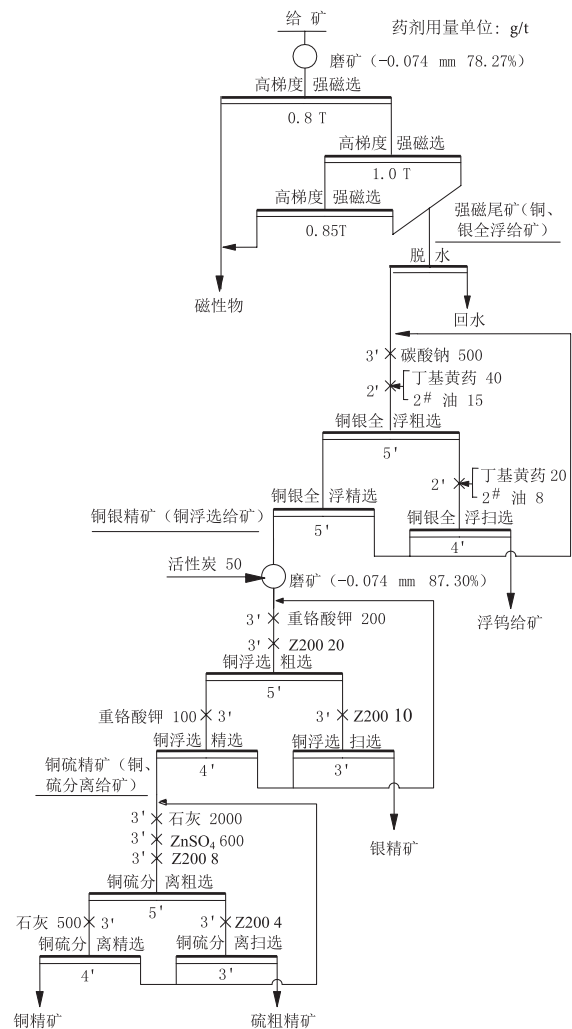 给 矿
药剂用量单位: g/t
磨矿(-0.074 mm 78.27%)
高梯度 强磁选
0.8 T
高梯度 强磁选
1.0 T
高梯度 强磁选
0.85T
强磁尾矿(铜、
银全浮给矿)
脱 水
磁性物
回水
3' 碳酸钠 500
2' 丁基黄药 40
2# 油 15
铜银全 浮粗选
5'
2' 丁基黄药 20
2# 油 8
铜银全 浮精选
5'
铜银全 浮扫选
4'
铜银精矿(铜浮选给矿)
活性炭 50
磨矿(-0.074 mm 87.30%)
浮钨给矿
3' 重铬酸钾 200
3' Z200 20
铜浮选 粗选
5'
重铬酸钾 100 3'
3' Z200 10
铜浮选 精选
4'
铜浮选 扫选
3'
铜硫精矿(铜、
硫分离给矿)
银精矿
3' 石灰 2000
3' ZnSO₄ 600
3' Z200 8
铜硫分 离粗选
5'
石灰 500 3'
3' Z200 4
铜硫分 离精选
4'
铜硫分 离扫选
3'
铜精矿
硫粗精矿